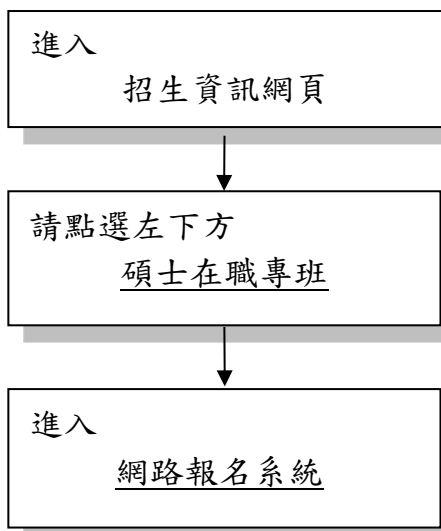 進入
招生資訊網頁
請點選左下方
碩士在職專班
進入
網路報名系統